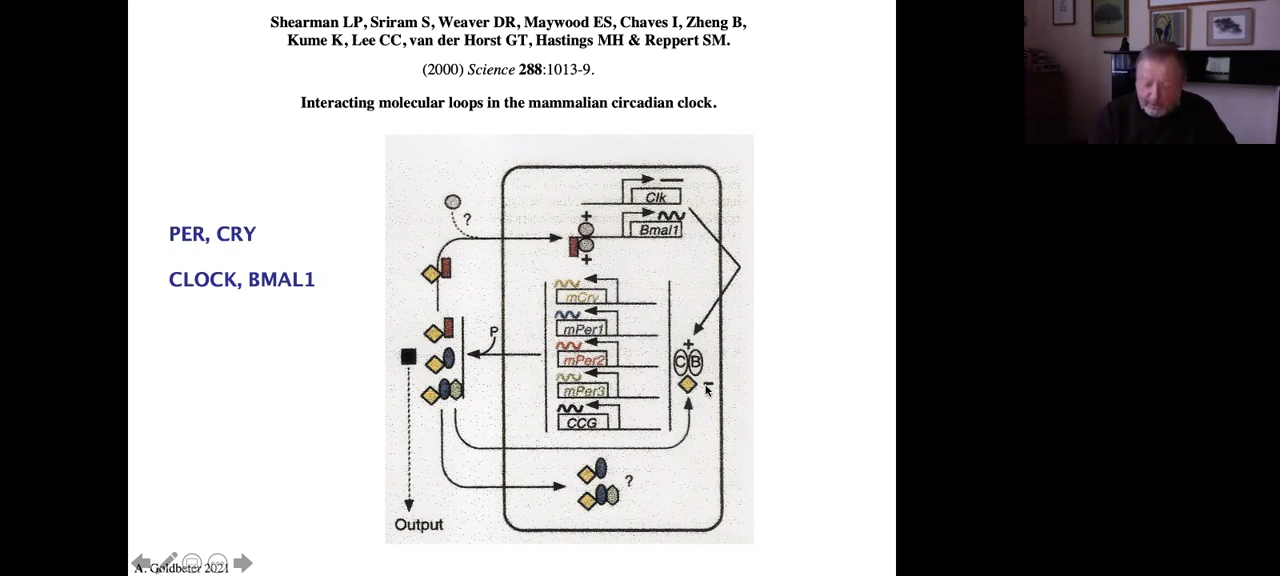 Shearman LP, Sriram S, Weaver DR, Maywood ES, Chaves I, Zheng B,
Kume K, Lee CC, van der Horst GT, Hastings MH & Reppert SM.
(2000) Science 288:1013-9.
Interacting molecular loops in the mammalian circadian clock.
PER, CRY
CLOCK, BMAL1
Clk
+
?
Bmal1
+
mCry
P
mPer1
+
mPer2
C B
mPer3
–
CCG
?
Output
A. Goldbeter 2021